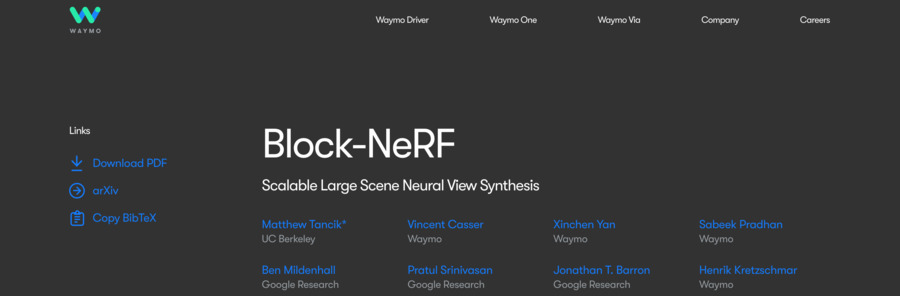 WAYMO
Waymo Driver Waymo One Waymo Via Company Careers
Links
Download PDF
arXiv
Copy BibTeX
Block-NeRF
Scalable Large Scene Neural View Synthesis
Matthew Tancik* Vincent Casser Xinchen Yan Sabeek Pradhan
UC Berkeley Waymo Waymo Waymo
Ben Mildenhall Pratul Srinivasan Jonathan T. Barron Henrik Kretzschmar
Google Research Google Research Google Research Waymo